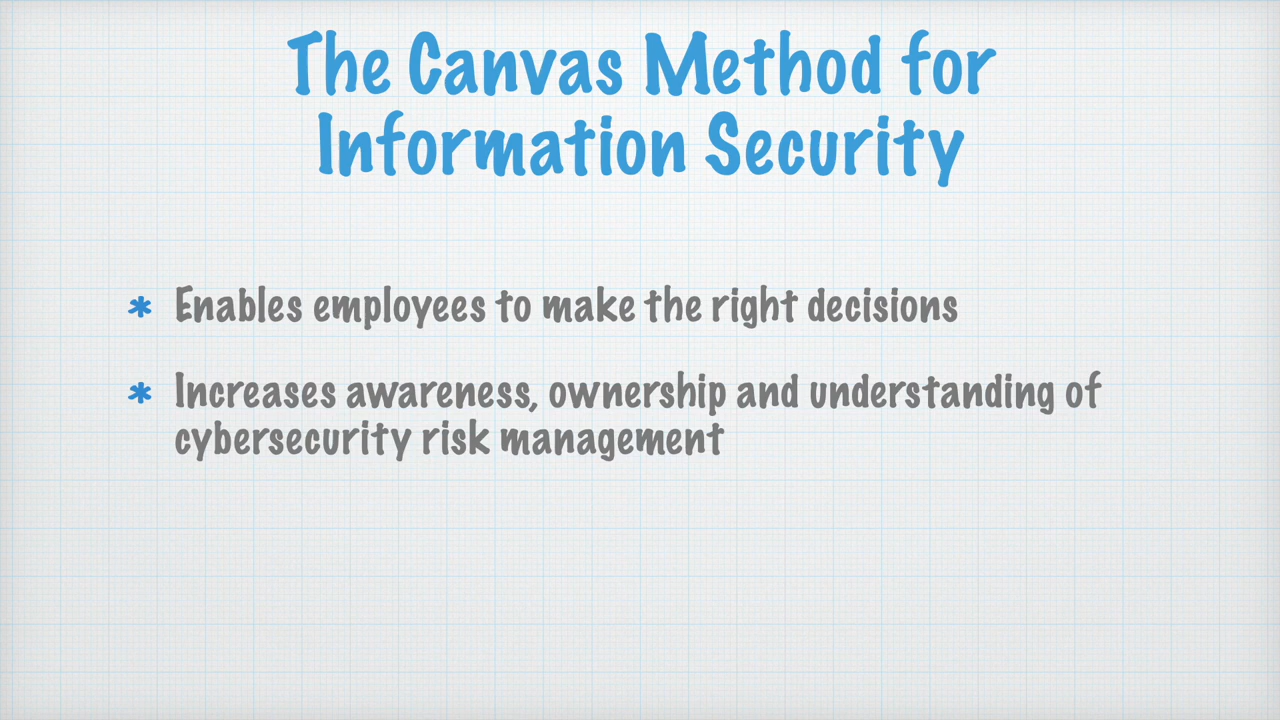 The Canvas Method for
Information Security
* Enables employees to make the right decisions
* Increases awareness, ownership and understanding of
cybersecurity risk management